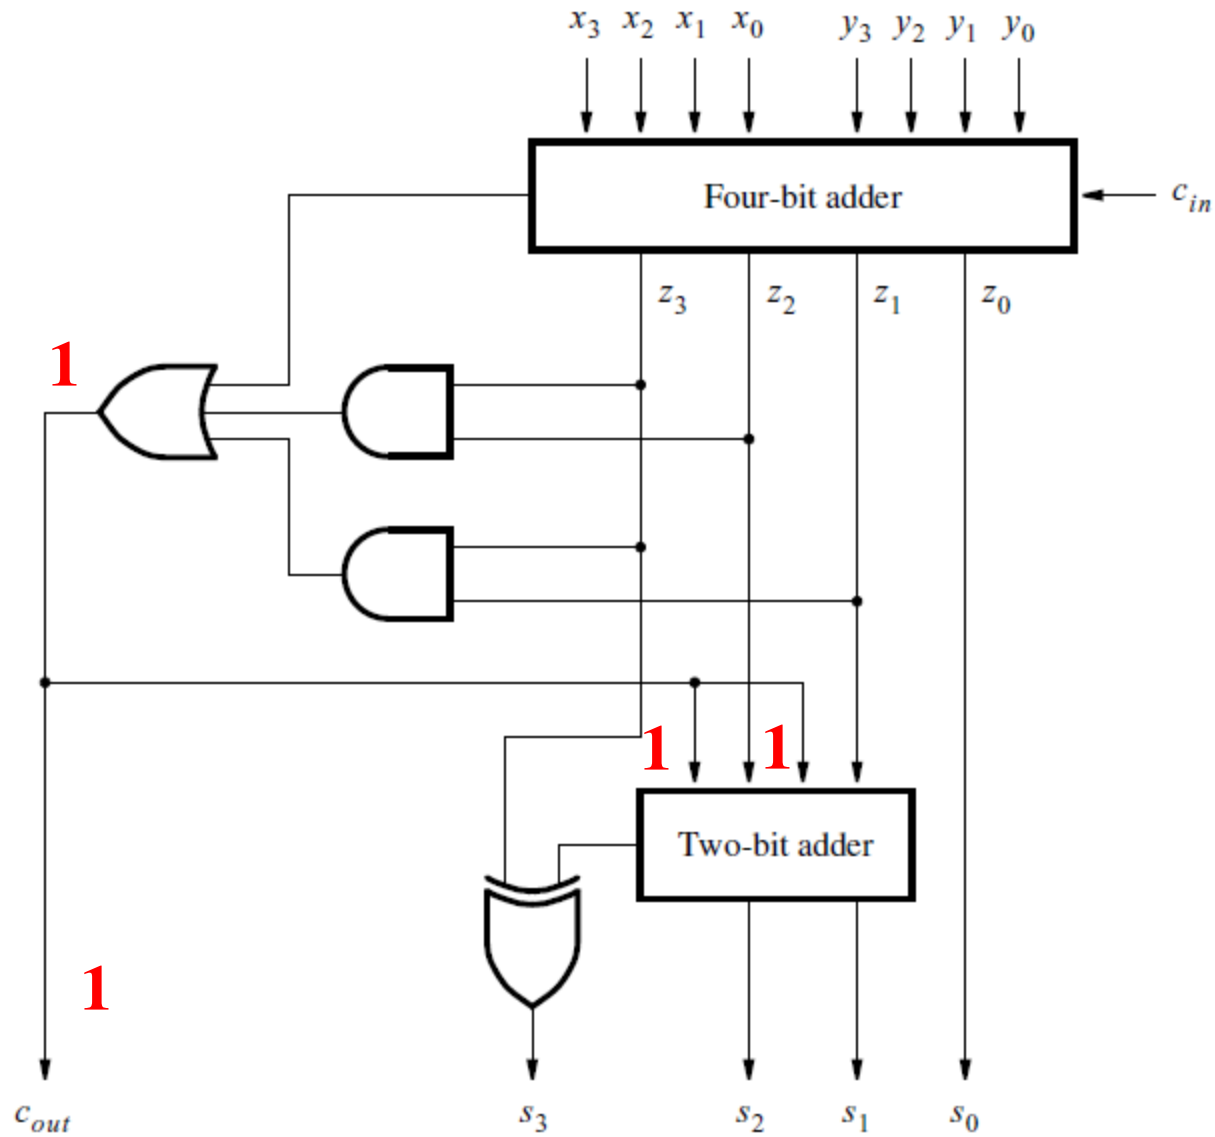 x3 x2 x1 x0 y3 y2 y1 y0
Four-bit adder
cin
z3 z2 z1 z0
1
1 1
Two-bit adder
1
cout s3 s2 s1 s0